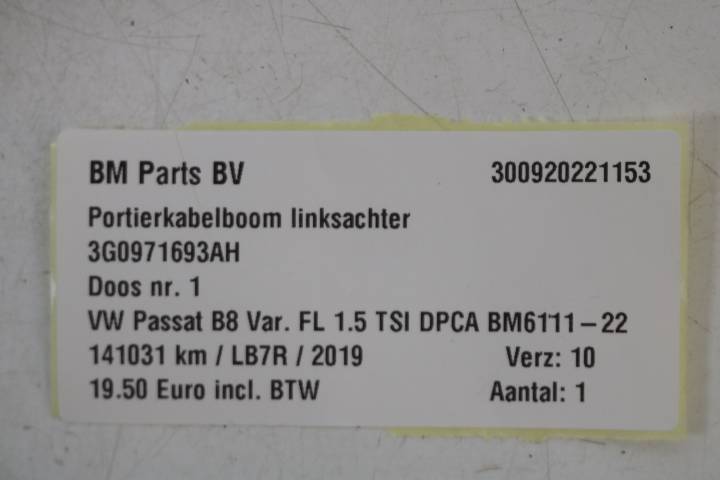 BM Parts BV 300920221153
Portierkabelboom linksachter
3G0971693AH
Doos nr. 1
VW Passat B8 Var. FL 1.5 TSI DPCA BM6111-22
141031 km / LB7R / 2019 Verz: 10
19.50 Euro incl. BTW Aantal: 1